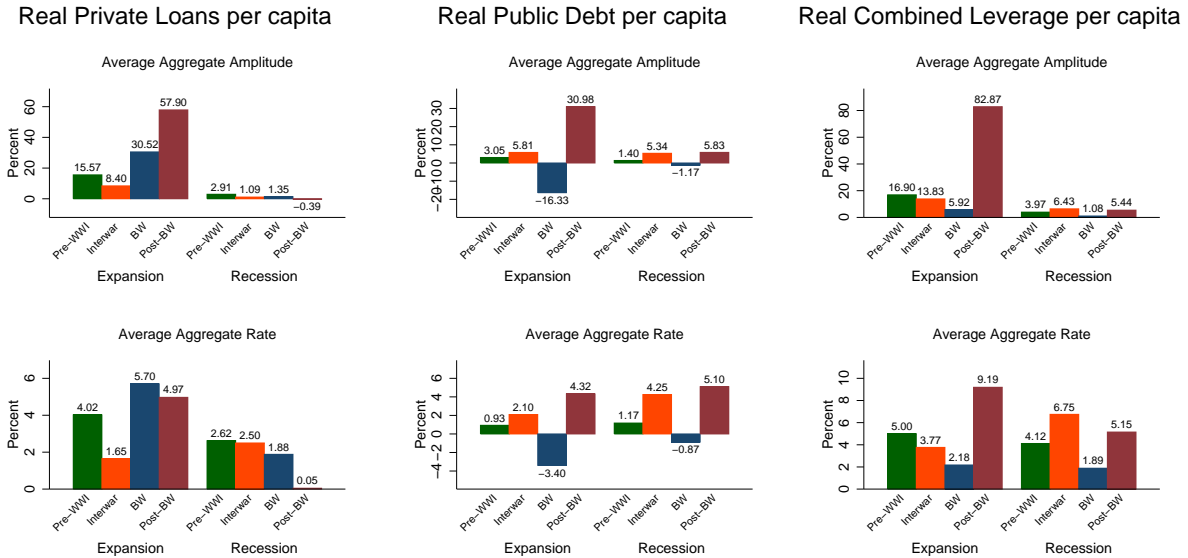 Real Private Loans per capita
Average Aggregate Amplitude
Percent
60
40
20
0
15.57
8.40
30.52
57.90
2.91
1.09
1.35
−0.39
Pre−WWI
Interwar
BW
Post−BW
Pre−WWI
Interwar
BW
Post−BW
Expansion
Recession
Real Public Debt per capita
Average Aggregate Amplitude
Percent
30
20
10
0
−10
−20
3.05
5.81
−16.33
30.98
1.40
5.34
−1.17
5.83
Pre−WWI
Interwar
BW
Post−BW
Pre−WWI
Interwar
BW
Post−BW
Expansion
Recession
Real Combined Leverage per capita
Average Aggregate Amplitude
Percent
80
60
40
20
0
16.90
13.83
5.92
82.87
3.97
6.43
1.08
5.44
Pre−WWI
Interwar
BW
Post−BW
Pre−WWI
Interwar
BW
Post−BW
Expansion
Recession
Average Aggregate Rate
Percent
6
4
2
0
4.02
1.65
5.70
4.97
2.62
2.50
1.88
0.05
Pre−WWI
Interwar
BW
Post−BW
Pre−WWI
Interwar
BW
Post−BW
Expansion
Recession
Average Aggregate Rate
Percent
6
4
2
0
−2
−4
0.93
2.10
−3.40
4.32
1.17
4.25
−0.87
5.10
Pre−WWI
Interwar
BW
Post−BW
Pre−WWI
Interwar
BW
Post−BW
Expansion
Recession
Average Aggregate Rate
Percent
10
8
6
4
2
0
5.00
3.77
2.18
9.19
4.12
6.75
1.89
5.15
Pre−WWI
Interwar
BW
Post−BW
Pre−WWI
Interwar
BW
Post−BW
Expansion
Recession